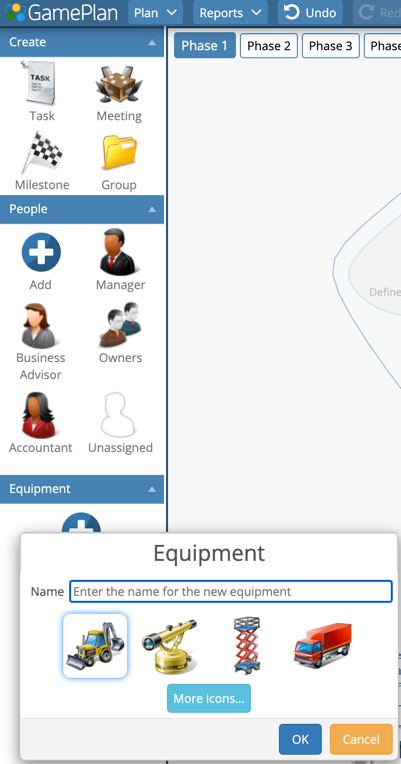 GamePlan Plan Reports Undo Red
Create
Phase 1 Phase 2 Phase 3 Phase
TASK
Task Meeting
Milestone Group
People
Add Manager
Define
Business Advisor Owners
Accountant Unassigned
Equipment
Equipment
Name Enter the name for the new equipment
More icons...
OK Cancel